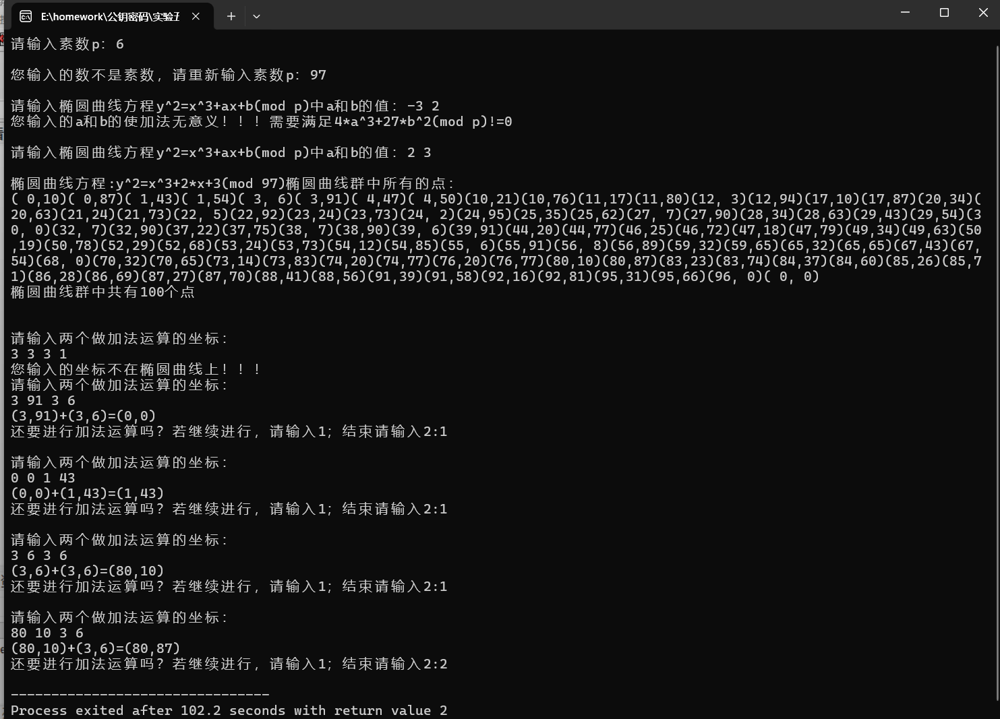 E:\homework\公钥密码\实验五
请输入素数p: 6
您输入的数不是素数，请重新输入素数p: 97
请输入椭圆曲线方程y^2=x^3+ax+b(mod p)中a和b的值: -3 2
您输入的a和b的使加法无意义！！！需要满足4*a^3+27*b^2(mod p)!=0
请输入椭圆曲线方程y^2=x^3+ax+b(mod p)中a和b的值: 2 3
椭圆曲线方程:y^2=x^3+2*x+3(mod 97)椭圆曲线群中所有的点:
( 0,10)( 0,87)( 1,43)( 1,54)( 3, 6)( 3,91)( 4,47)( 4,50)(10,21)(10,76)(11,17)(11,80)(12, 3)(12,94)(17,10)(17,87)(20,34)(
20,63)(21,24)(21,73)(22, 5)(22,92)(23,24)(23,73)(24, 2)(24,95)(25,35)(25,62)(27, 7)(27,90)(28,34)(28,63)(29,43)(29,54)(3
0, 0)(32, 7)(32,90)(37,22)(37,75)(38, 7)(38,90)(39, 6)(39,91)(44,20)(44,77)(46,25)(46,72)(47,18)(47,79)(49,34)(49,63)(50
,19)(50,78)(52,29)(52,68)(53,24)(53,73)(54,12)(54,85)(55, 6)(55,91)(56, 8)(56,89)(59,32)(59,65)(65,32)(65,65)(67,43)(67,
54)(68, 0)(70,32)(70,65)(73,14)(73,83)(74,20)(74,77)(76,20)(76,77)(80,10)(80,87)(83,23)(83,74)(84,37)(84,60)(85,26)(85,7
1)(86,28)(86,69)(87,27)(87,70)(88,41)(88,56)(91,39)(91,58)(92,16)(92,81)(95,31)(95,66)(96, 0)( 0, 0)
椭圆曲线群中共有100个点
请输入两个做加法运算的坐标:
3 3 3 1
您输入的坐标不在椭圆曲线上！！！
请输入两个做加法运算的坐标:
3 91 3 6
(3,91)+(3,6)=(0,0)
还要进行加法运算吗？若继续进行，请输入1；结束请输入2:1
请输入两个做加法运算的坐标:
0 0 1 43
(0,0)+(1,43)=(1,43)
还要进行加法运算吗？若继续进行，请输入1；结束请输入2:1
请输入两个做加法运算的坐标:
3 6 3 6
(3,6)+(3,6)=(80,10)
还要进行加法运算吗？若继续进行，请输入1；结束请输入2:1
请输入两个做加法运算的坐标:
80 10 3 6
(80,10)+(3,6)=(80,87)
还要进行加法运算吗？若继续进行，请输入1；结束请输入2:2
--------------------------------
Process exited after 102.2 seconds with return value 2